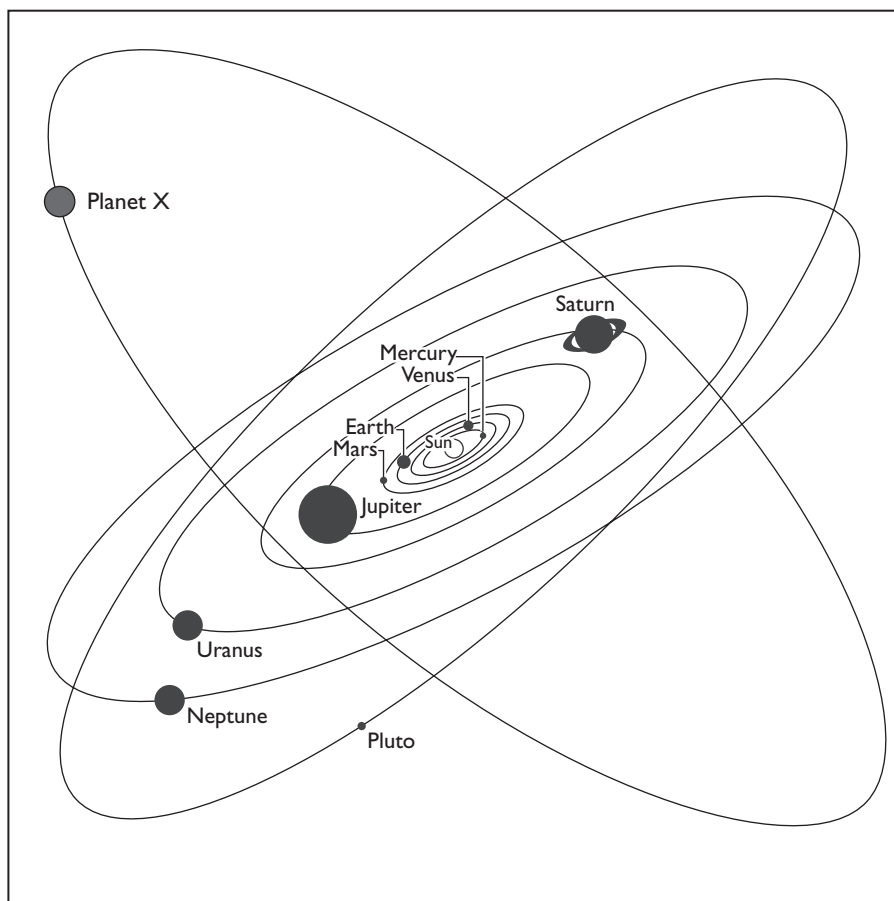 Planet X
Saturn
Mercury
Venus
Earth
Sun
Mars
Jupiter
Uranus
Neptune
Pluto